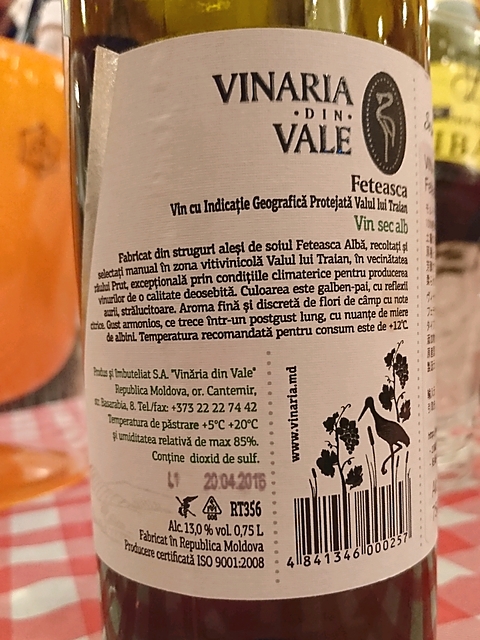 VINARIA
·DIN·
VALE
Feteasca
Vin cu Indicație Geografică Protejată Valul lui Traian
Vin sec alb
Fabricat din struguri aleși de soiul Feteasca Albă, recoltați și
selectați manual în zona vitivinicolă Valul lui Traian, în vecinătatea
râului Prut, excepțională prin condițiile climaterice pentru producerea
vinurilor de o calitate deosebită. Culoarea este galben-pai, cu reflexii
aurii, strălucitoare. Aroma fină și discretă de flori de câmp cu note
citrice. Gust armonios, ce trece într-un postgust lung, cu nuanțe de miere
de albini. Temperatura recomandată pentru consum este de +12°C.
Produs și îmbuteliat S.A. "Vinăria din Vale"
Republica Moldova, or. Cantemir,
str. Basarabia, 8. Tel./fax: +373 22 22 74 42
Temperatura de păstrare +5°C +20°C
și umiditatea relativă de max 85%.
Conține dioxid de sulf.
L1 20.04.2016
RT356
Alc. 13,0 % vol. 0,75 L
Fabricat în Republica Moldova
Producere certificată ISO 9001:2008
www.vinaria.md
4 841346 000257